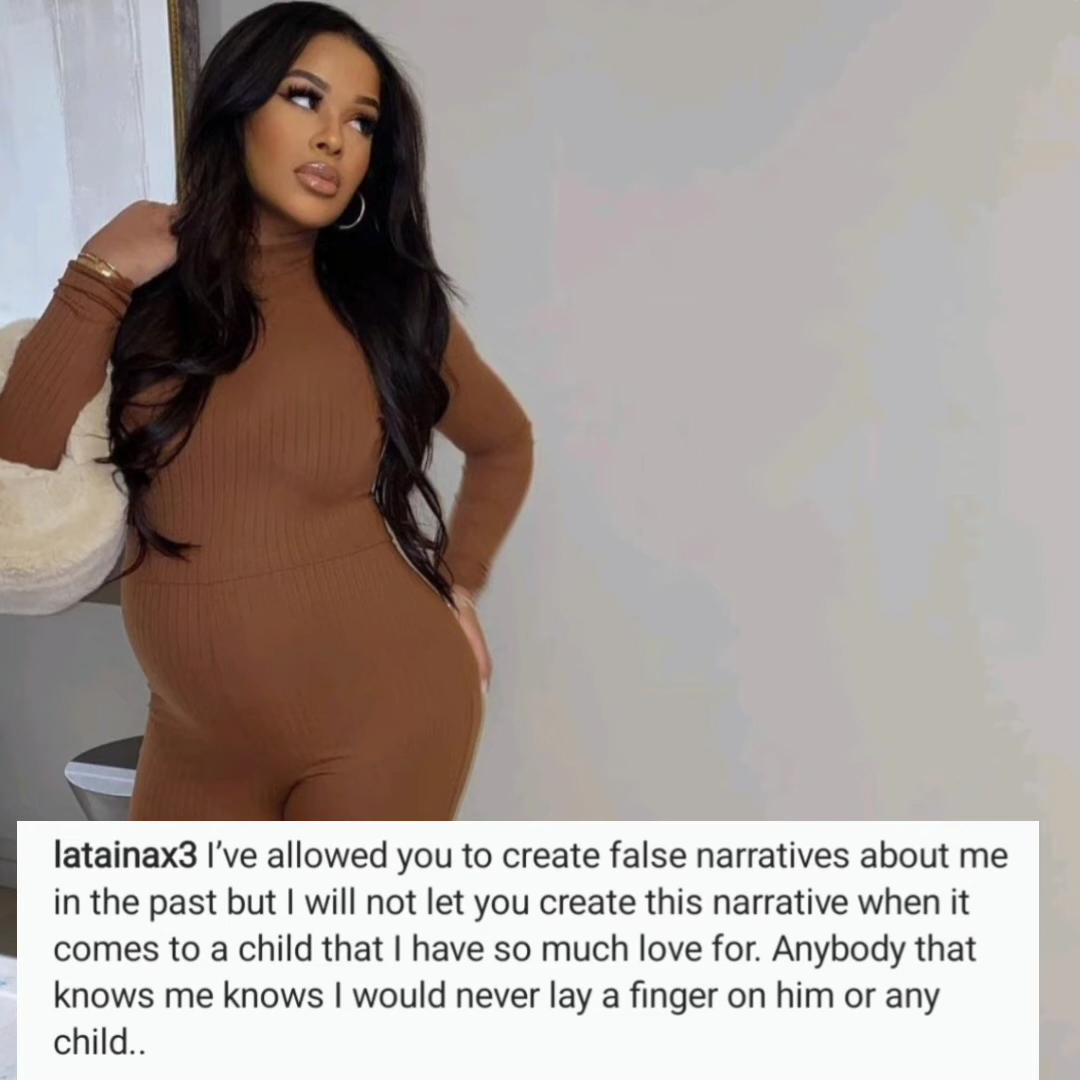 latainax3 I’ve allowed you to create false narratives about me
in the past but I will not let you create this narrative when it
comes to a child that I have so much love for. Anybody that
knows me knows I would never lay a finger on him or any
child..